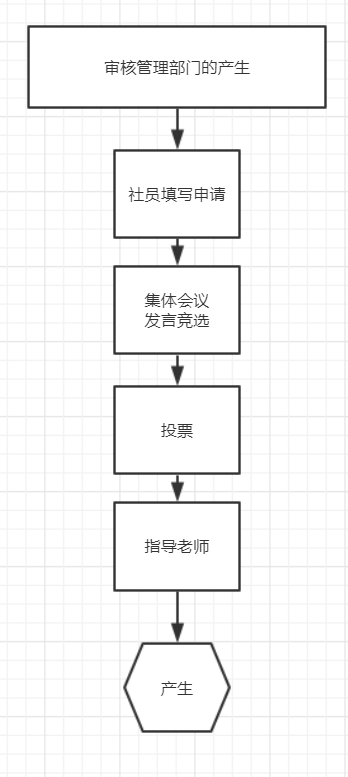 审核管理部门的产生
社员填写申请
集体会议
发言竞选
投票
指导老师
产生